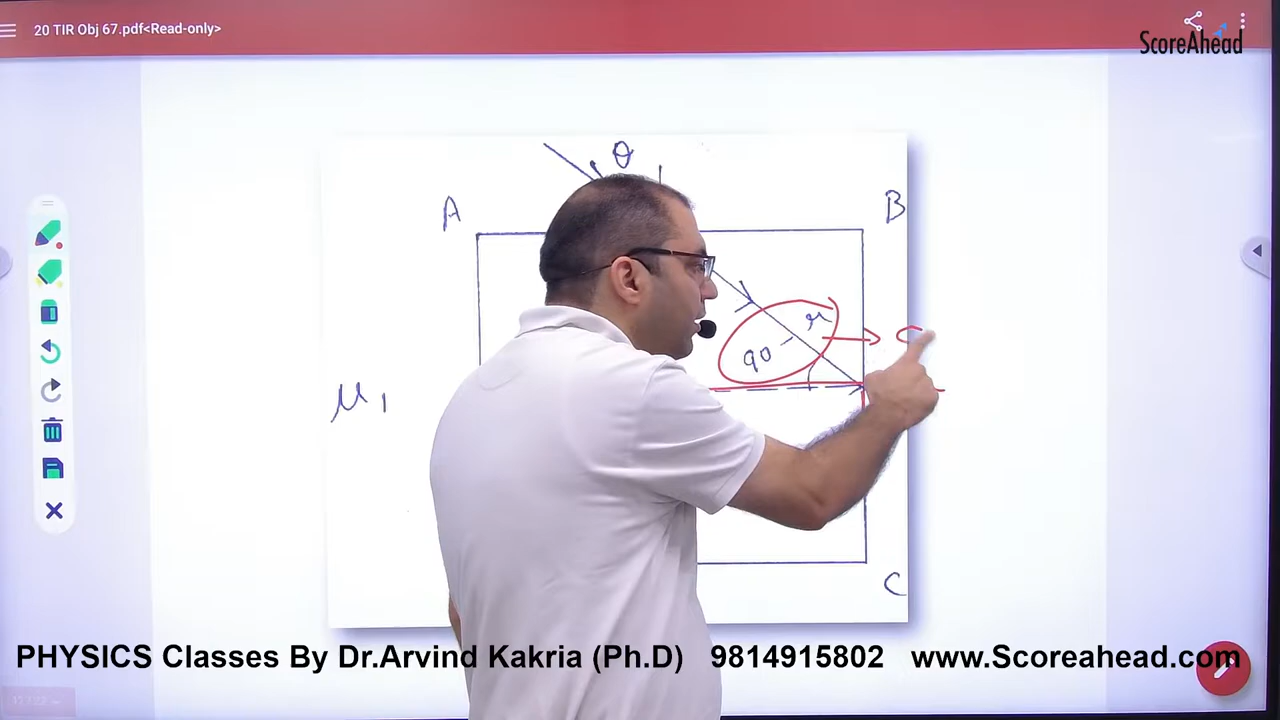 20 TIR Obj 67.pdf<Read-only>
ScoreAhead
θ
A
B
90 - r
C
μ1
C
PHYSICS Classes By Dr.Arvind Kakria (Ph.D) 9814915802 www.Scoreahead.com